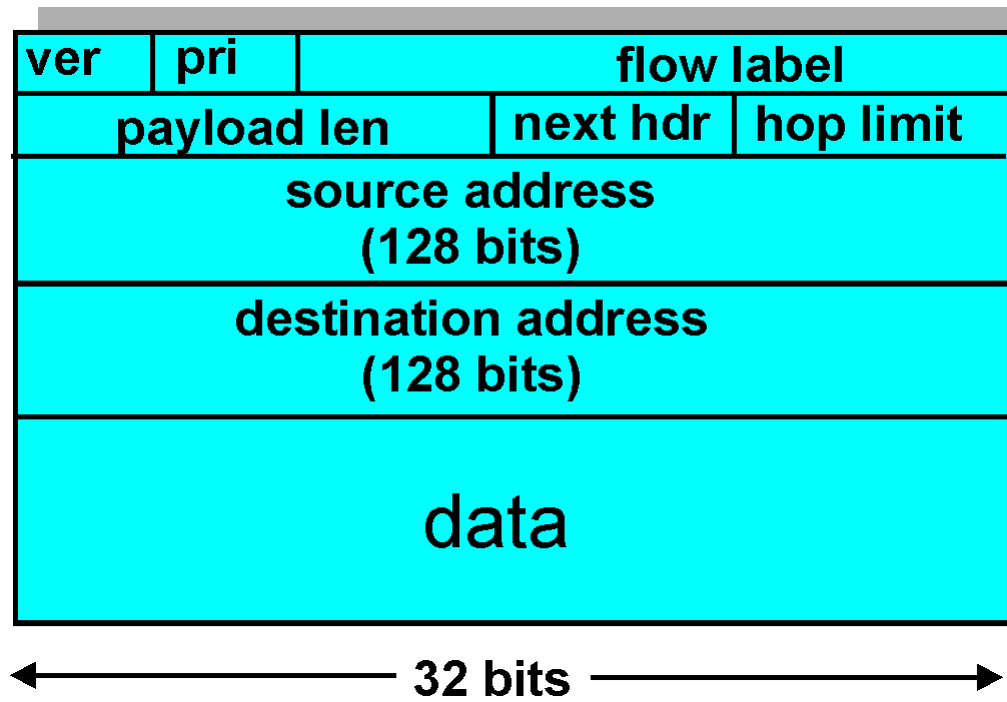 ver pri flow label
payload len next hdr hop limit
source address
(128 bits)
destination address
(128 bits)
data
32 bits